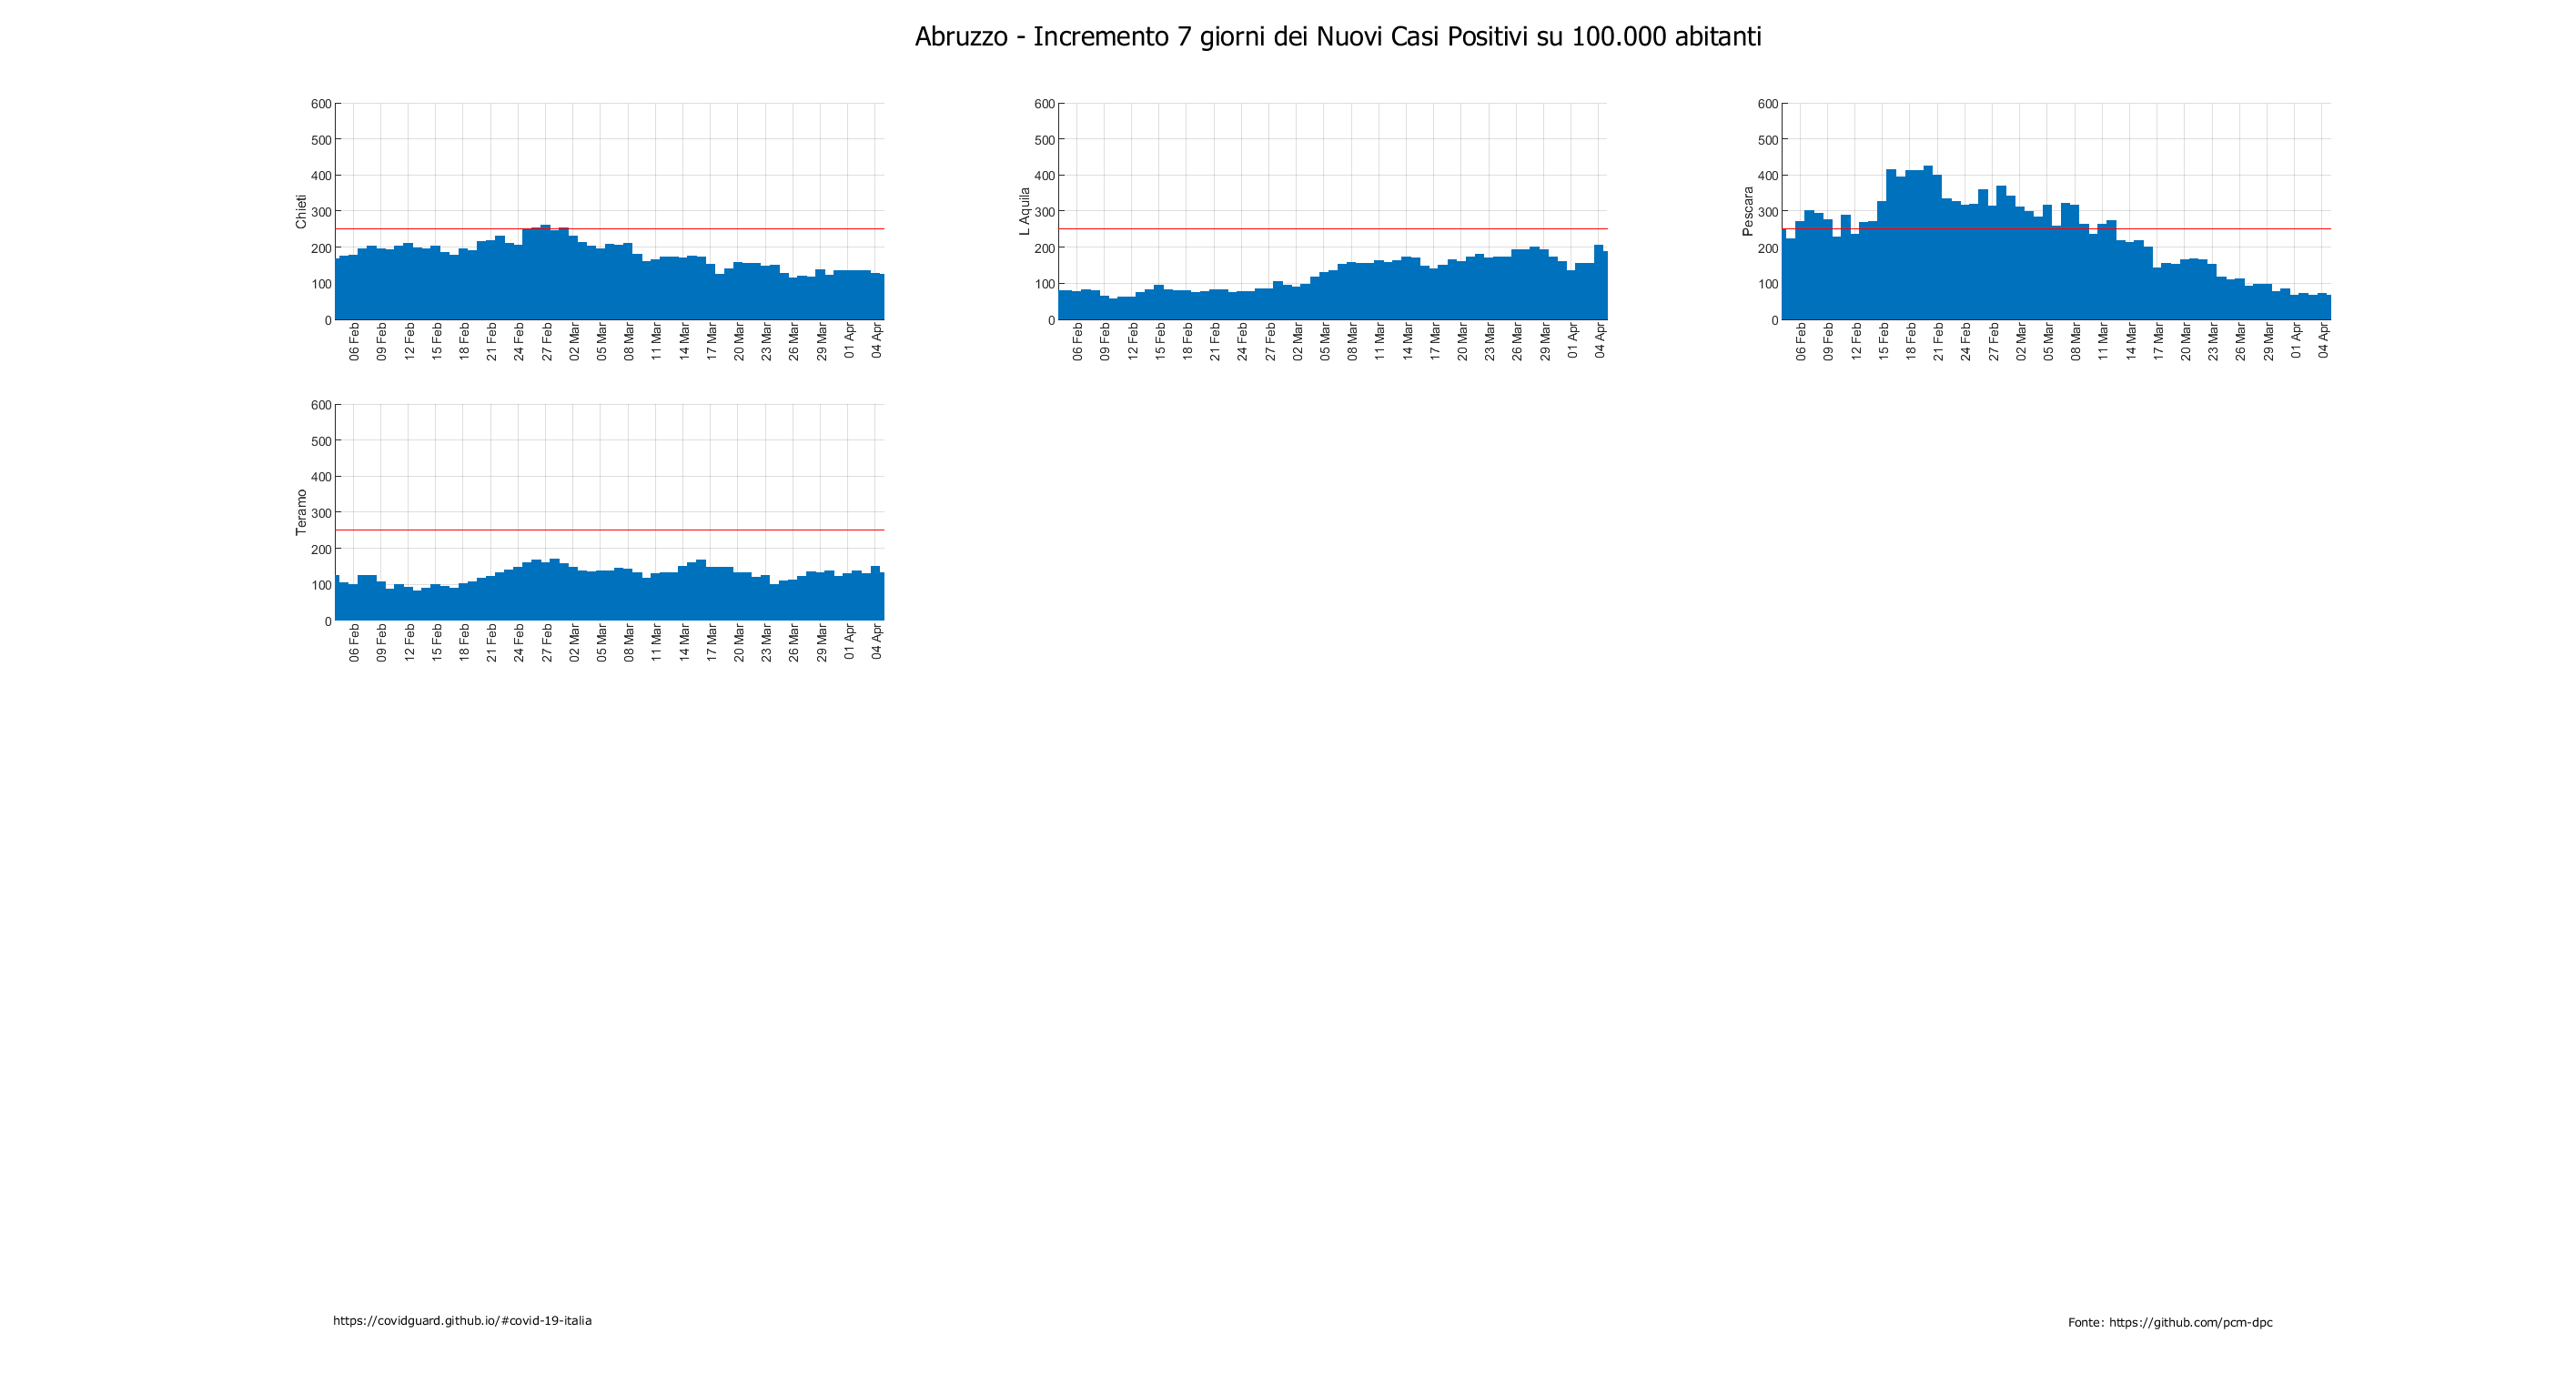 Abruzzo - Incremento 7 giorni dei Nuovi Casi Positivi su 100.000 abitanti
600
500
400
300
200
100
0
Chieti
06 Feb
09 Feb
12 Feb
15 Feb
18 Feb
21 Feb
24 Feb
27 Feb
02 Mar
05 Mar
08 Mar
11 Mar
14 Mar
17 Mar
20 Mar
23 Mar
26 Mar
29 Mar
01 Apr
04 Apr
600
500
400
300
200
100
0
L Aquila
06 Feb
09 Feb
12 Feb
15 Feb
18 Feb
21 Feb
24 Feb
27 Feb
02 Mar
05 Mar
08 Mar
11 Mar
14 Mar
17 Mar
20 Mar
23 Mar
26 Mar
29 Mar
01 Apr
04 Apr
600
500
400
300
200
100
0
Pescara
06 Feb
09 Feb
12 Feb
15 Feb
18 Feb
21 Feb
24 Feb
27 Feb
02 Mar
05 Mar
08 Mar
11 Mar
14 Mar
17 Mar
20 Mar
23 Mar
26 Mar
29 Mar
01 Apr
04 Apr
600
500
400
300
200
100
0
Teramo
06 Feb
09 Feb
12 Feb
15 Feb
18 Feb
21 Feb
24 Feb
27 Feb
02 Mar
05 Mar
08 Mar
11 Mar
14 Mar
17 Mar
20 Mar
23 Mar
26 Mar
29 Mar
01 Apr
04 Apr
https://covidguard.github.io/#covid-19-italia
Fonte: https://github.com/pcm-dpc